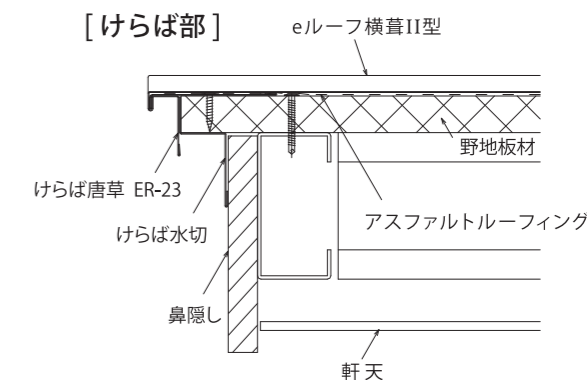 [けらば部]
eルーフ横葺II型
野地板材
けらば唐草 ER-23
アスファルトルーフィング
けらば水切
鼻隠し
軒天